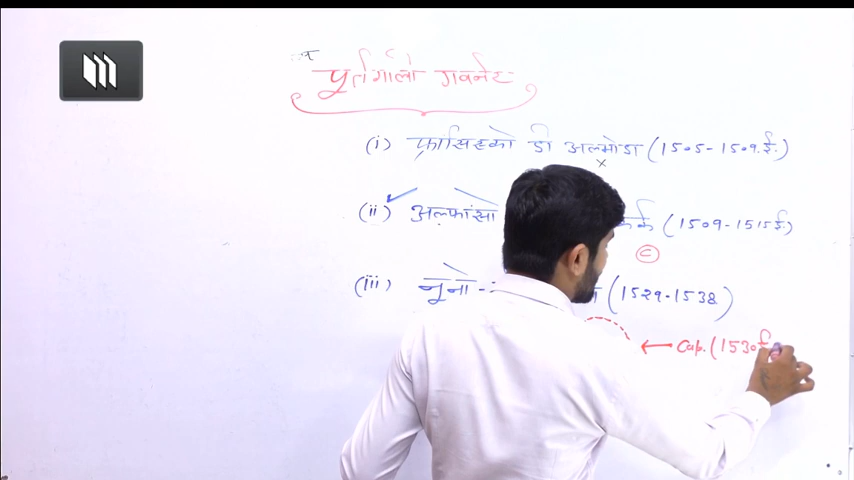 पुर्तगाली गवर्नर
(i) फ्रांसिस्को डी अल्मोडा (1505-1509 ई.)
x
(ii) अल्फांसो (1509-1515 ई.)
C
(iii) नूनो (1529-1538)
← Cap. (1530 ई.